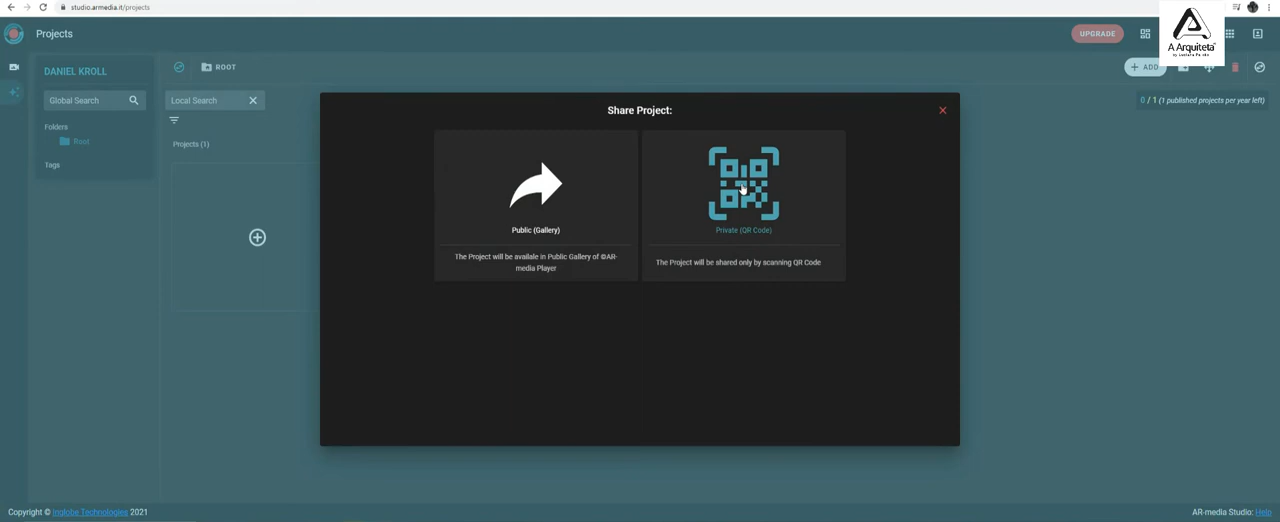 studio.armedia.it/projects
Projects
UPGRADE
A Arquiteta
DANIEL KROLL
ROOT
ADD
Global Search
Local Search
0 / 1 (1 published projects per year left)
Share Project:
Folders
Root
Projects (1)
Tags
Public (Gallery)
Private (QR Code)
The Project will be availale in Public Gallery of ©AR-
media Player
The Project will be shared only by scanning QR Code
Copyright © Inglobe Technologies 2021
AR-media Studio: Help